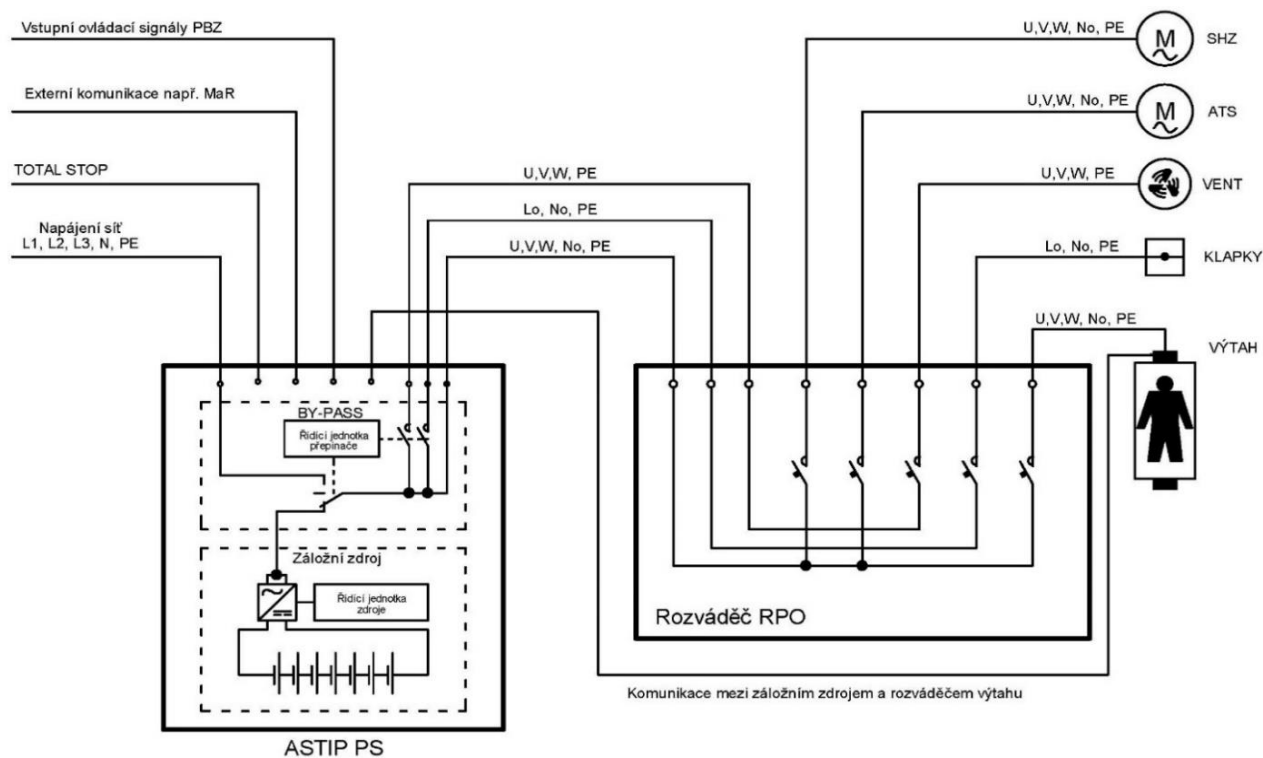 Vstupní ovládací signály PBZ
U,V,W, No, PE
M
SHZ
Externí komunikace např. MaR
U,V,W, No, PE
M
ATS
TOTAL STOP
U,V,W, PE
U,V,W, PE
VENT
Lo, No, PE
Napájení síť
L1, L2, L3, N, PE
U,V,W, No, PE
Lo, No, PE
KLAPKY
U,V,W, No, PE
VÝTAH
BY-PASS
Řídicí jednotka
přepínače
Záložní zdroj
Řídicí jednotka
zdroje
Rozváděč RPO
Komunikace mezi záložním zdrojem a rozváděčem výtahu
ASTIP PS